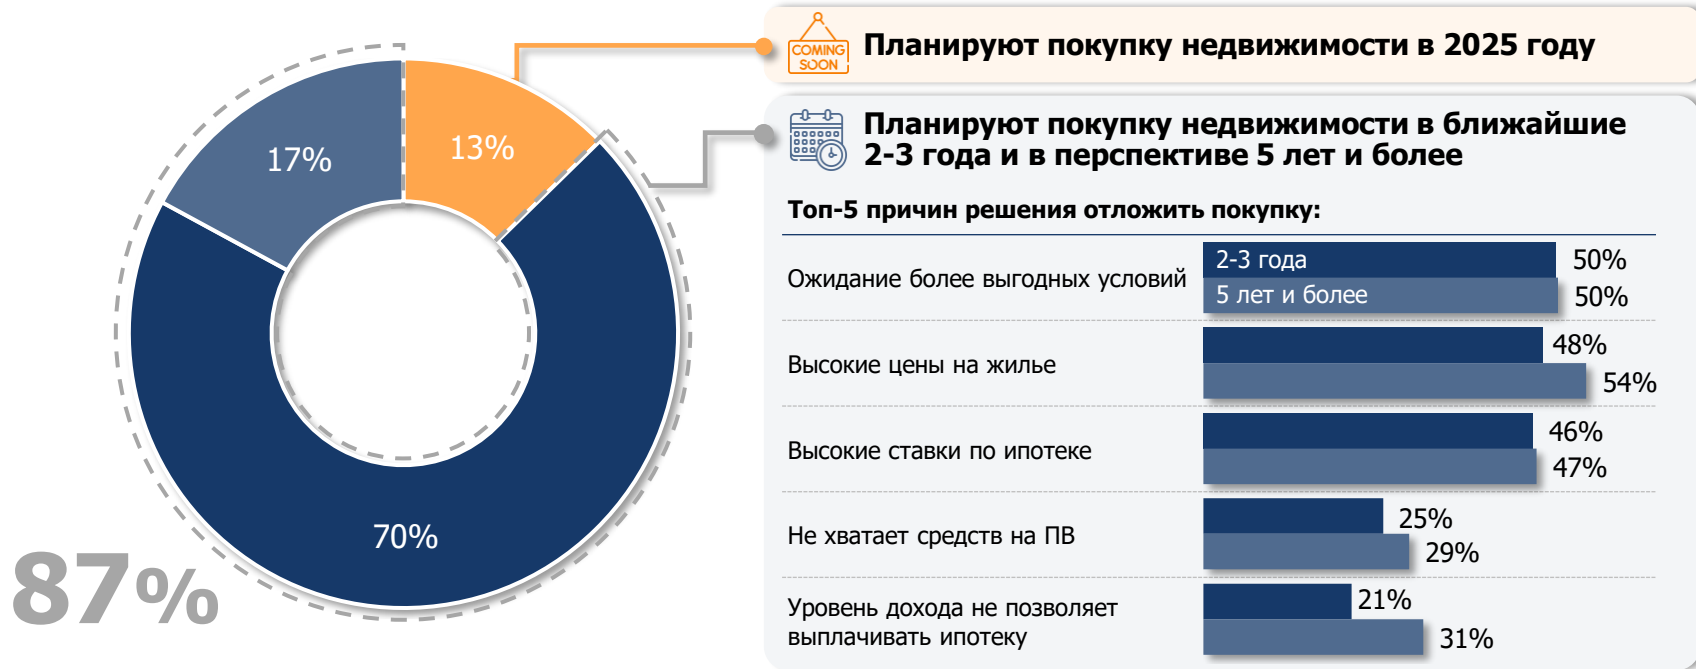 COMING
SOON
Планируют покупку недвижимости в 2025 году
Планируют покупку недвижимости в ближайшие
2-3 года и в перспективе 5 лет и более
17%
13%
70%
87%
Топ-5 причин решения отложить покупку:
Ожидание более выгодных условий
2-3 года
50%
5 лет и более
50%
Высокие цены на жилье
48%
54%
Высокие ставки по ипотеке
46%
47%
Не хватает средств на ПВ
25%
29%
Уровень дохода не позволяет
выплачивать ипотеку
21%
31%